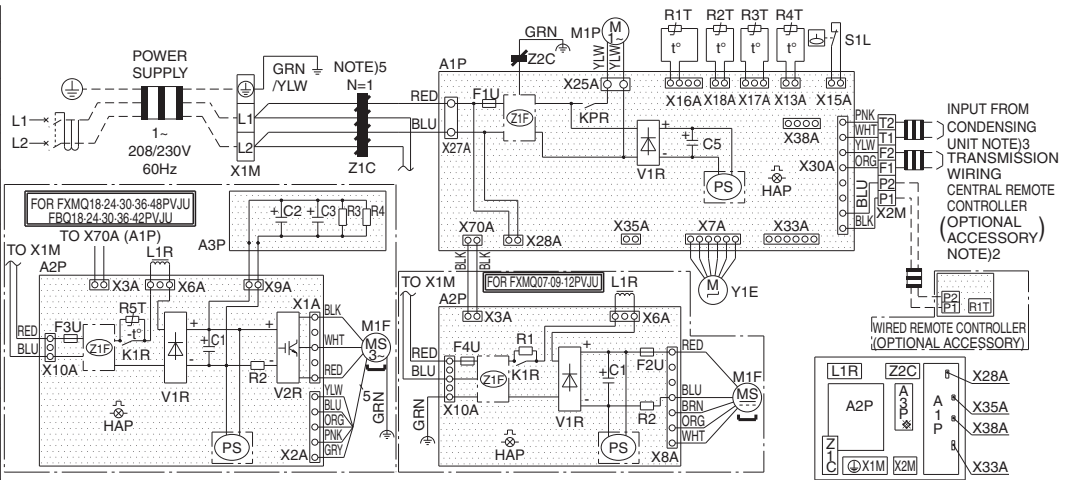 POWER
SUPPLY
L1
L2
1~
208/230V
60Hz
GRN
/YLW
L1
L2
X1M
NOTE)5
N=1
Z1C
RED
BLU
X27A
A1P
F1U
Z1F
GRN
Z2C
M1P
M
1~
YLW
YLW
X25A
KPR
V1R
+
-
+
C5
PS
HAP
R1T
R2T
R3T
R4T
t°
t°
t°
t°
S1L
X16A
X18A
X17A
X13A
X15A
X38A
X30A
X70A
X28A
X35A
X7A
X33A
M
Y1E
PNK
WHT
YLW
ORG
BLU
BLK
T2
T1
F2
F1
P2
P1
X2M
INPUT FROM
CONDENSING
UNIT NOTE)3
TRANSMISSION
WIRING
CENTRAL REMOTE
CONTROLLER
(OPTIONAL
ACCESSORY)
NOTE)2
P2
P1
R1T
WIRED REMOTE CONTROLLER
(OPTIONAL ACCESSORY)
FOR FXMQ18·24·30·36·48PVJU
FBQ18·24·30·36·42PVJU
TO X70A (A1P)
TO X1M
A2P
L1R
X3A
X6A
X9A
A3P
+
C2
+
C3
R3
R4
RED
BLU
F3U
X10A
Z1F
R5T
-t°
K1R
V1R
+
-
+
C1
R2
+
-
V2R
PS
HAP
X1A
BLK
WHT
RED
M1F
MS
3~
YLW
BLU
ORG
PNK
GRY
5
X2A
GRN
BLK
BLK
FOR FXMQ07·09·12PVJU
TO X1M
A2P
X3A
L1R
X6A
RED
BLU
F4U
X10A
GRN
Z1F
R1
K1R
V1R
+
-
+
C1
F2U
R2
PS
HAP
RED
BLU
BRN
ORG
WHT
X8A
M1F
MS
L1R
Z2C
A2P
A3P
A1P
Z1C
X1M
X2M
X28A
X35A
X38A
X33A